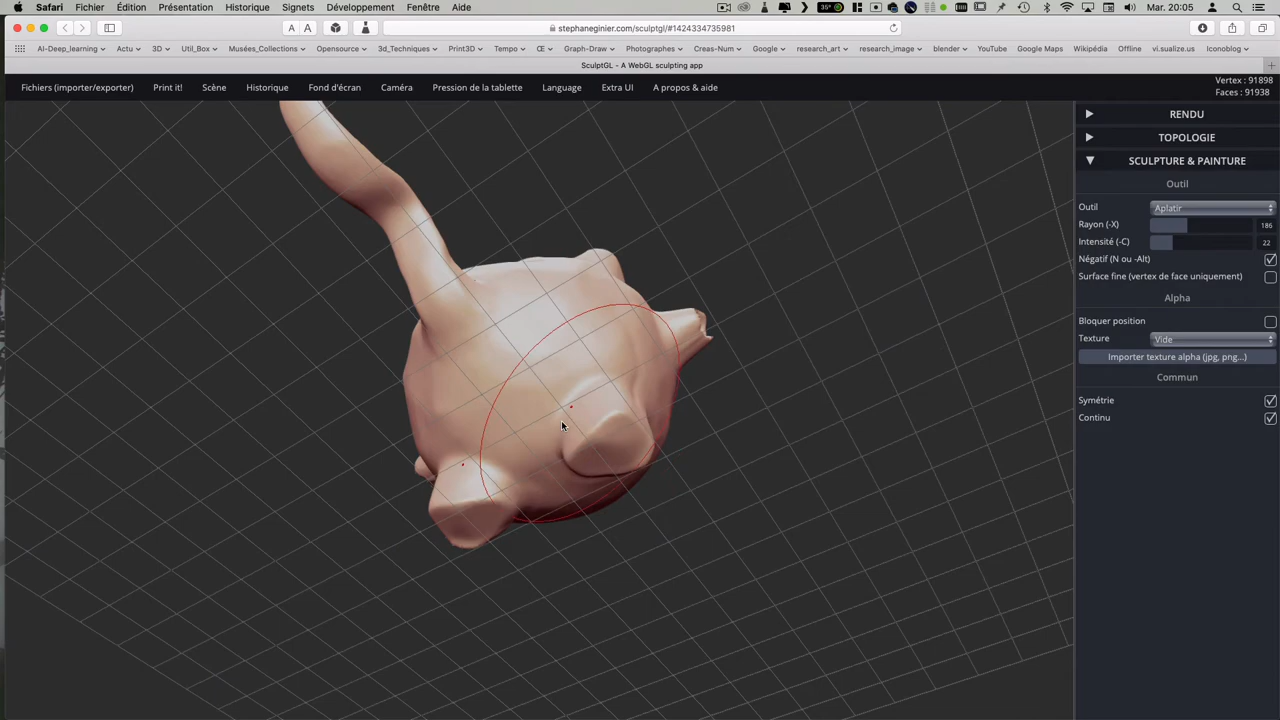 Safari Fichier Édition Présentation Historique Signets Développement Fenêtre Aide 35° Mar. 20:05
A A stephaneginier.com/sculptgl/#1424334735981
AI-Deep_learning Actu 3D Util_Box Musées_Collections Opensource 3d_Techniques Print3D Tempo Œ Graph-Draw Photographes Creas-Num Google research_art research_image blender YouTube Google Maps Wikipédia Offline vi.sualize.us Iconoblog
SculptGL - A WebGL sculpting app
Fichiers (importer/exporter) Print it! Scène Historique Fond d'écran Caméra Pression de la tablette Language Extra UI A propos & aide
Vertex : 91898
Faces : 91938
RENDU
TOPOLOGIE
SCULPTURE & PAINTURE
Outil
Outil Aplatir
Rayon (-X) 186
Intensité (-C) 22
Négatif (N ou -Alt)
Surface fine (vertex de face uniquement)
Alpha
Bloquer position
Texture Vide
Importer texture alpha (jpg, png...)
Commun
Symétrie
Continu